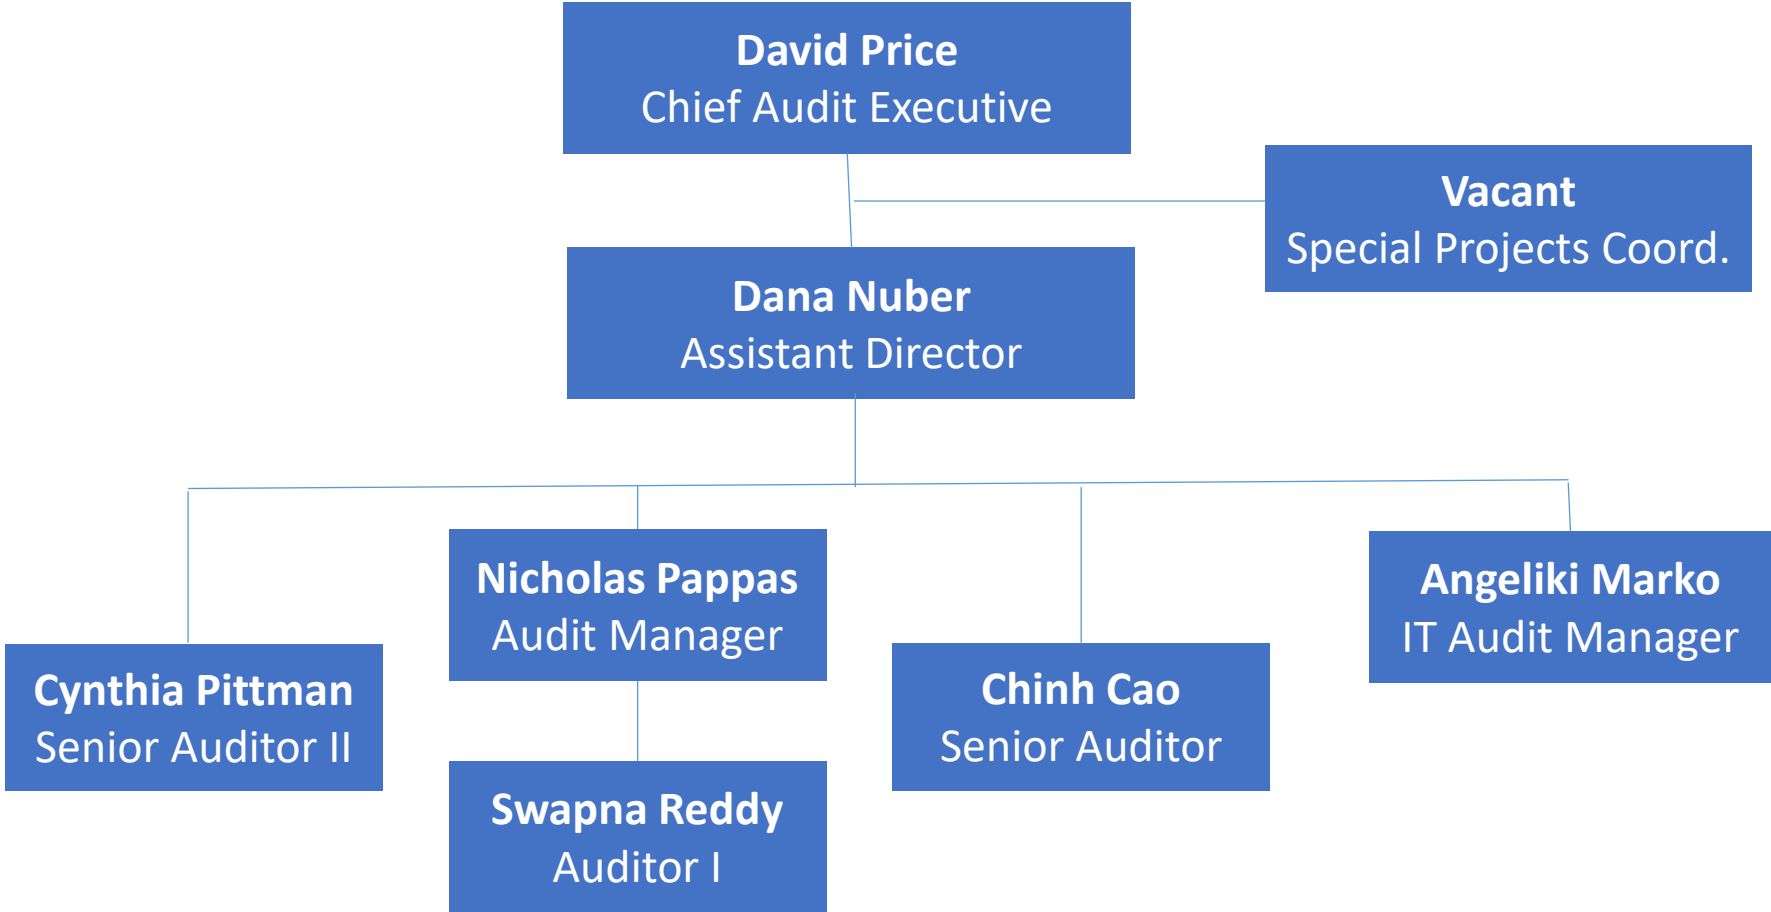 David Price
Chief Audit Executive
Vacant
Special Projects Coord.
Dana Nuber
Assistant Director
Nicholas Pappas
Audit Manager
Angeliki Marko
IT Audit Manager
Cynthia Pittman
Senior Auditor II
Chinh Cao
Senior Auditor
Swapna Reddy
Auditor I